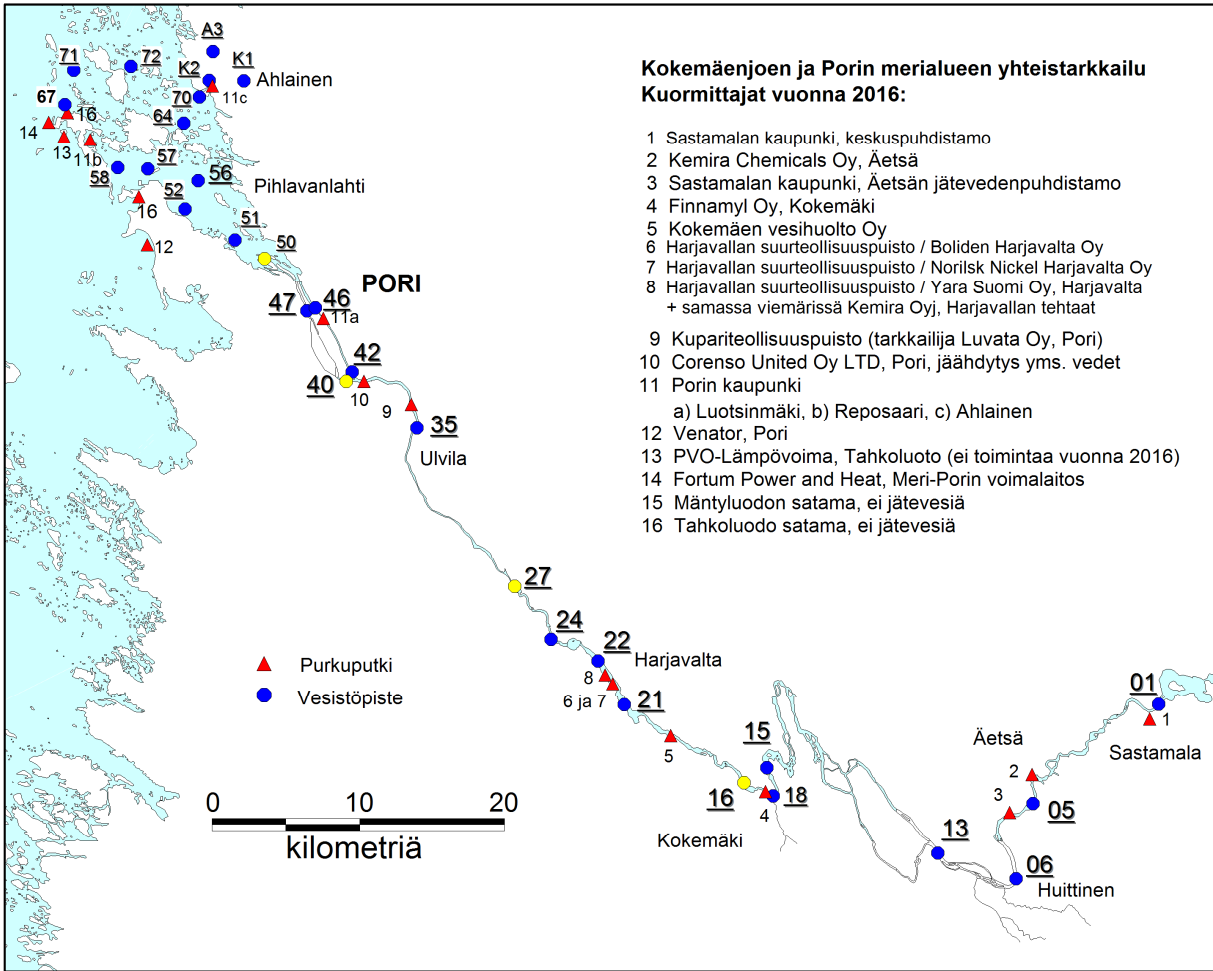 Kokemäenjoen ja Porin merialueen yhteistarkkailu
Kuormittajat vuonna 2016:
1 Sastamalan kaupunki, keskuspuhdistamo
2 Kemira Chemicals Oy, Äetsä
3 Sastamalan kaupunki, Äetsän jätevedenpuhdistamo
4 Finnamyl Oy, Kokemäki
5 Kokemäen vesihuolto Oy
6 Harjavallan suurteollisuuspuisto / Boliden Harjavalta Oy
7 Harjavallan suurteollisuuspuisto / Norilsk Nickel Harjavalta Oy
8 Harjavallan suurteollisuuspuisto / Yara Suomi Oy, Harjavalta
+ samassa viemärissä Kemira Oyj, Harjavallan tehtaat
9 Kupariteollisuuspuisto (tarkkailija Luvata Oy, Pori)
10 Corenso United Oy LTD, Pori, jäähdytys yms. vedet
11 Porin kaupunki
a) Luotsinmäki, b) Reposaari, c) Ahlainen
12 Venator, Pori
13 PVO-Lämpövoima, Tahkoluoto (ei toimintaa vuonna 2016)
14 Fortum Power and Heat, Meri-Porin voimalaitos
15 Mäntyluodon satama, ei jätevesiä
16 Tahkoluodo satama, ei jätevesiä
A3
71
72
K2
K1
Ahlainen
11c
70
67
16
14
64
13
11b
57
58
56
Pihlavanlahti
52
16
51
12
50
PORI
47
46
11a
42
40
10
9
35
Ulvila
27
24
22
Harjavalta
8
6 ja 7
21
Purkuputki
Vesistöpiste
01
1
Sastamala
15
Äetsä
5
2
16
4
18
3
05
Kokemäki
13
06
Huittinen
0
10
20
kilometriä